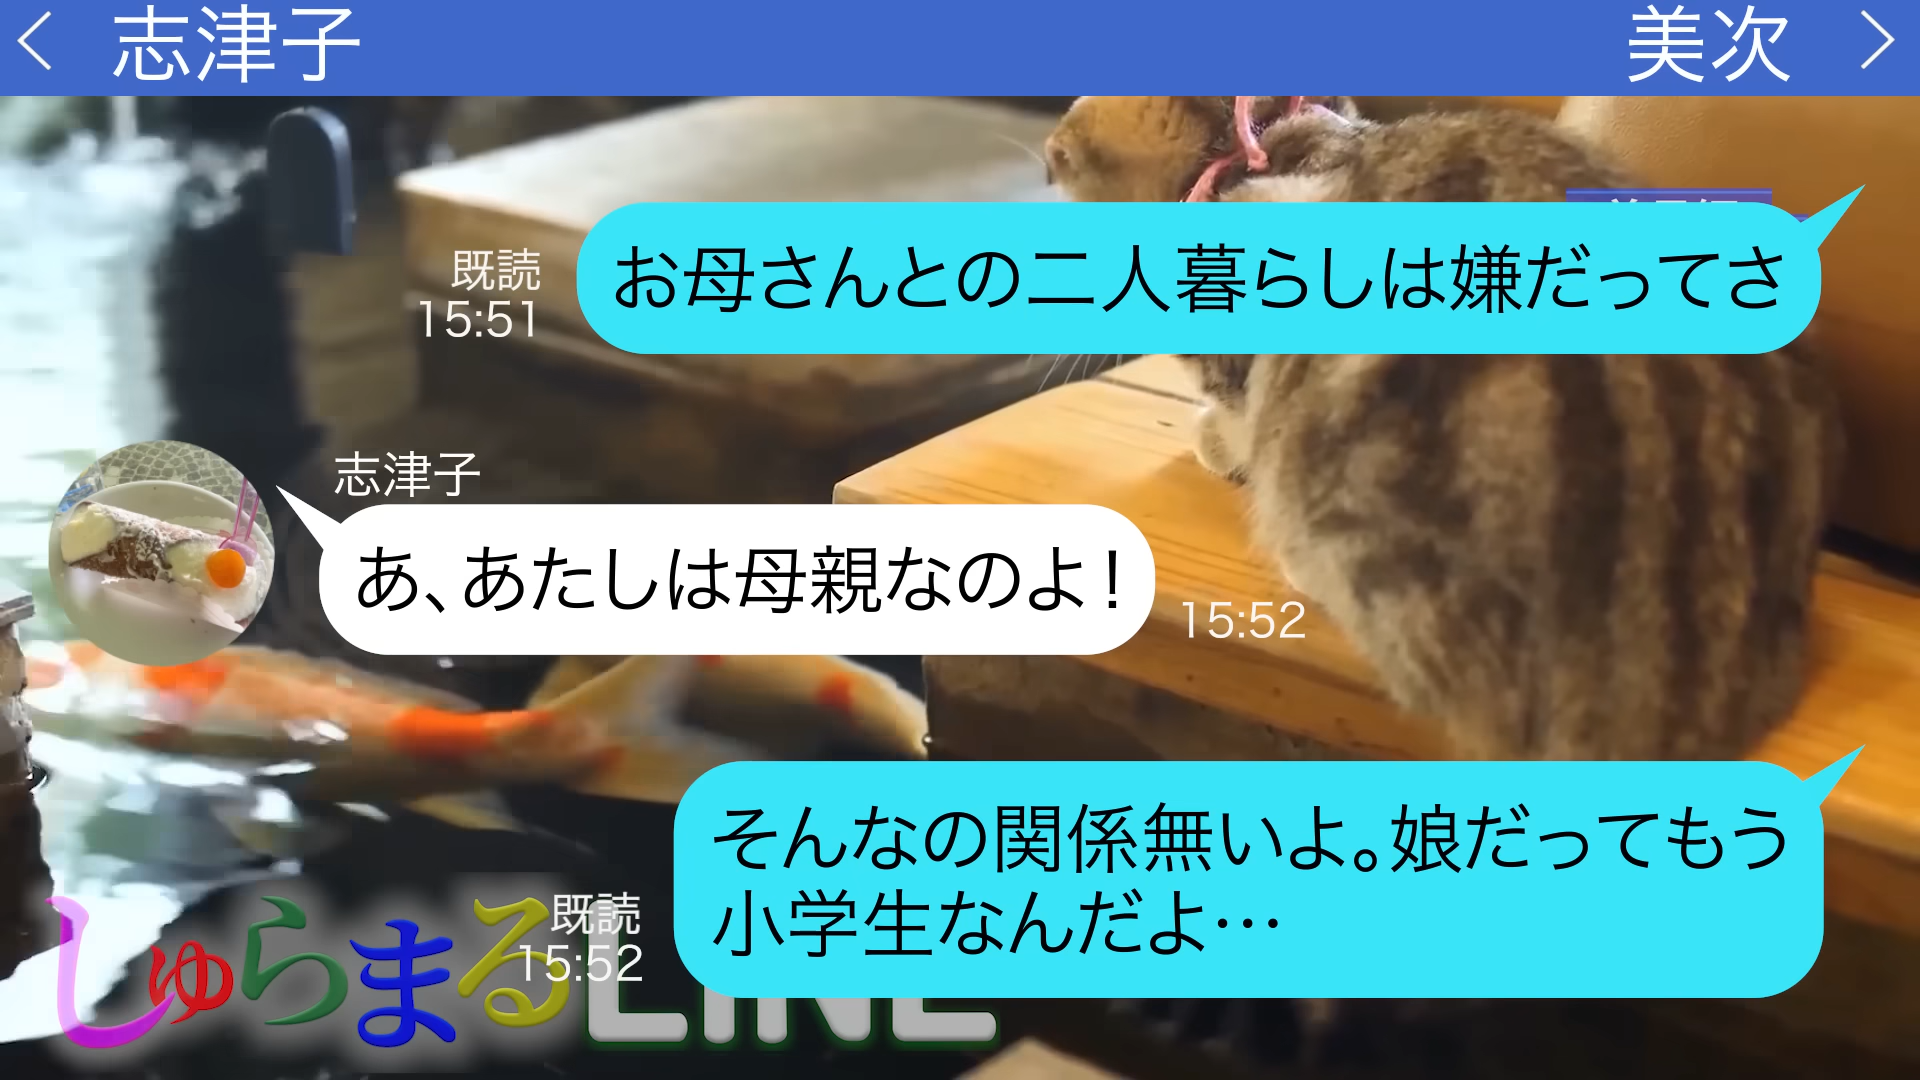 志津子
美次
お母さんとの二人暮らしは嫌だってさ
既読
15:51
志津子
あ、あたしは母親なのよ!
15:52
そんなの関係無いよ。娘だってもう
小学生なんだよ…
既読
15:52
しゅらまるLINE